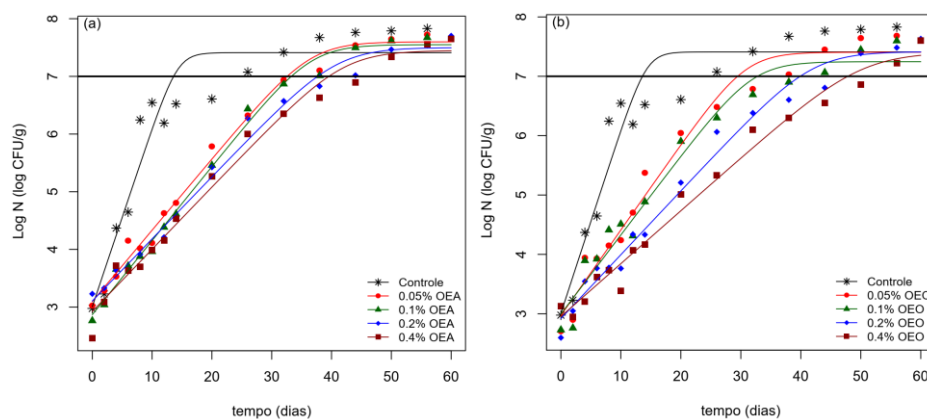 (a)
Log N (log CFU/g)
8
7
6
5
4
3
0 10 20 30 40 50 60
tempo (dias)
Controle
0.05% OEA
0.1% OEA
0.2% OEA
0.4% OEA
(b)
Log N (log CFU/g)
8
7
6
5
4
3
0 10 20 30 40 50 60
tempo (dias)
Controle
0.05% OEO
0.1% OEO
0.2% OEO
0.4% OEO